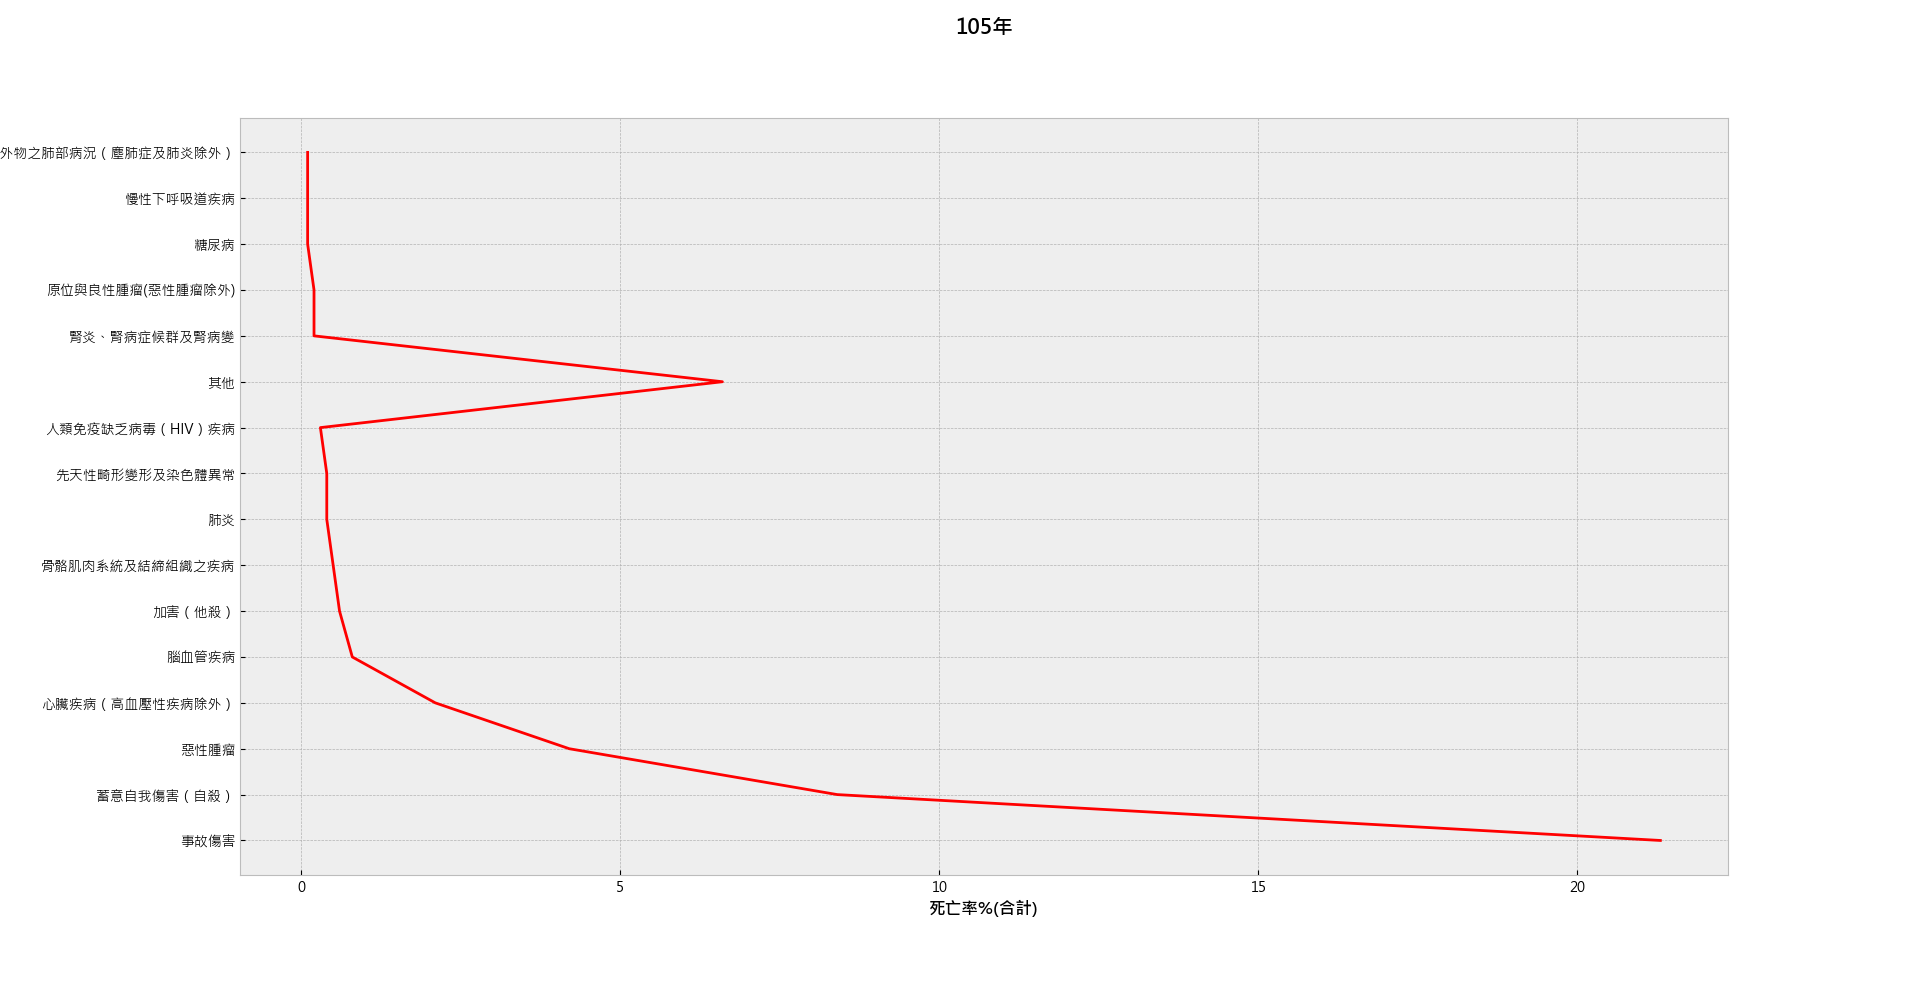 105年
外物之肺部病況（塵肺症及肺炎除外）
慢性下呼吸道疾病
糖尿病
原位與良性腫瘤(惡性腫瘤除外)
腎炎、腎病症候群及腎病變
其他
人類免疫缺乏病毒（HIV）疾病
先天性畸形變形及染色體異常
肺炎
骨骼肌肉系統及結締組織之疾病
加害（他殺）
腦血管疾病
心臟疾病（高血壓性疾病除外）
惡性腫瘤
蓄意自我傷害（自殺）
事故傷害
0 5 10 15 20
死亡率%(合計)